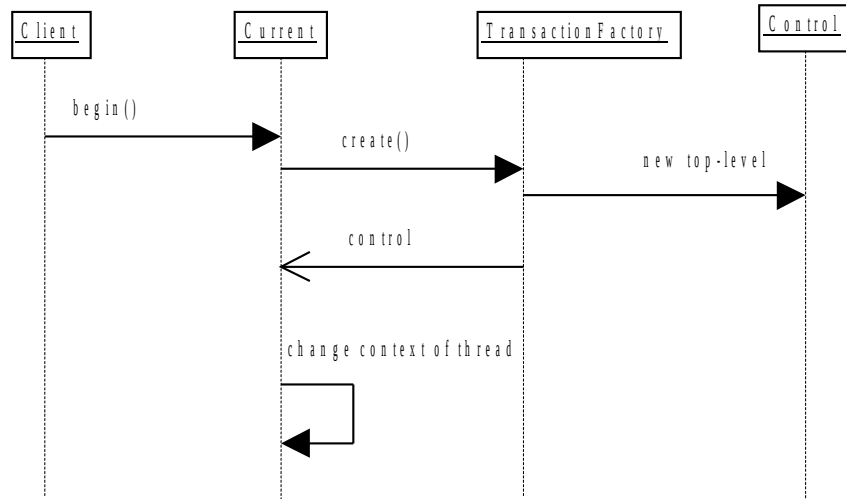 Client
Current
TransactionFactory
Control
begin()
create()
new top-level
control
change context of thread